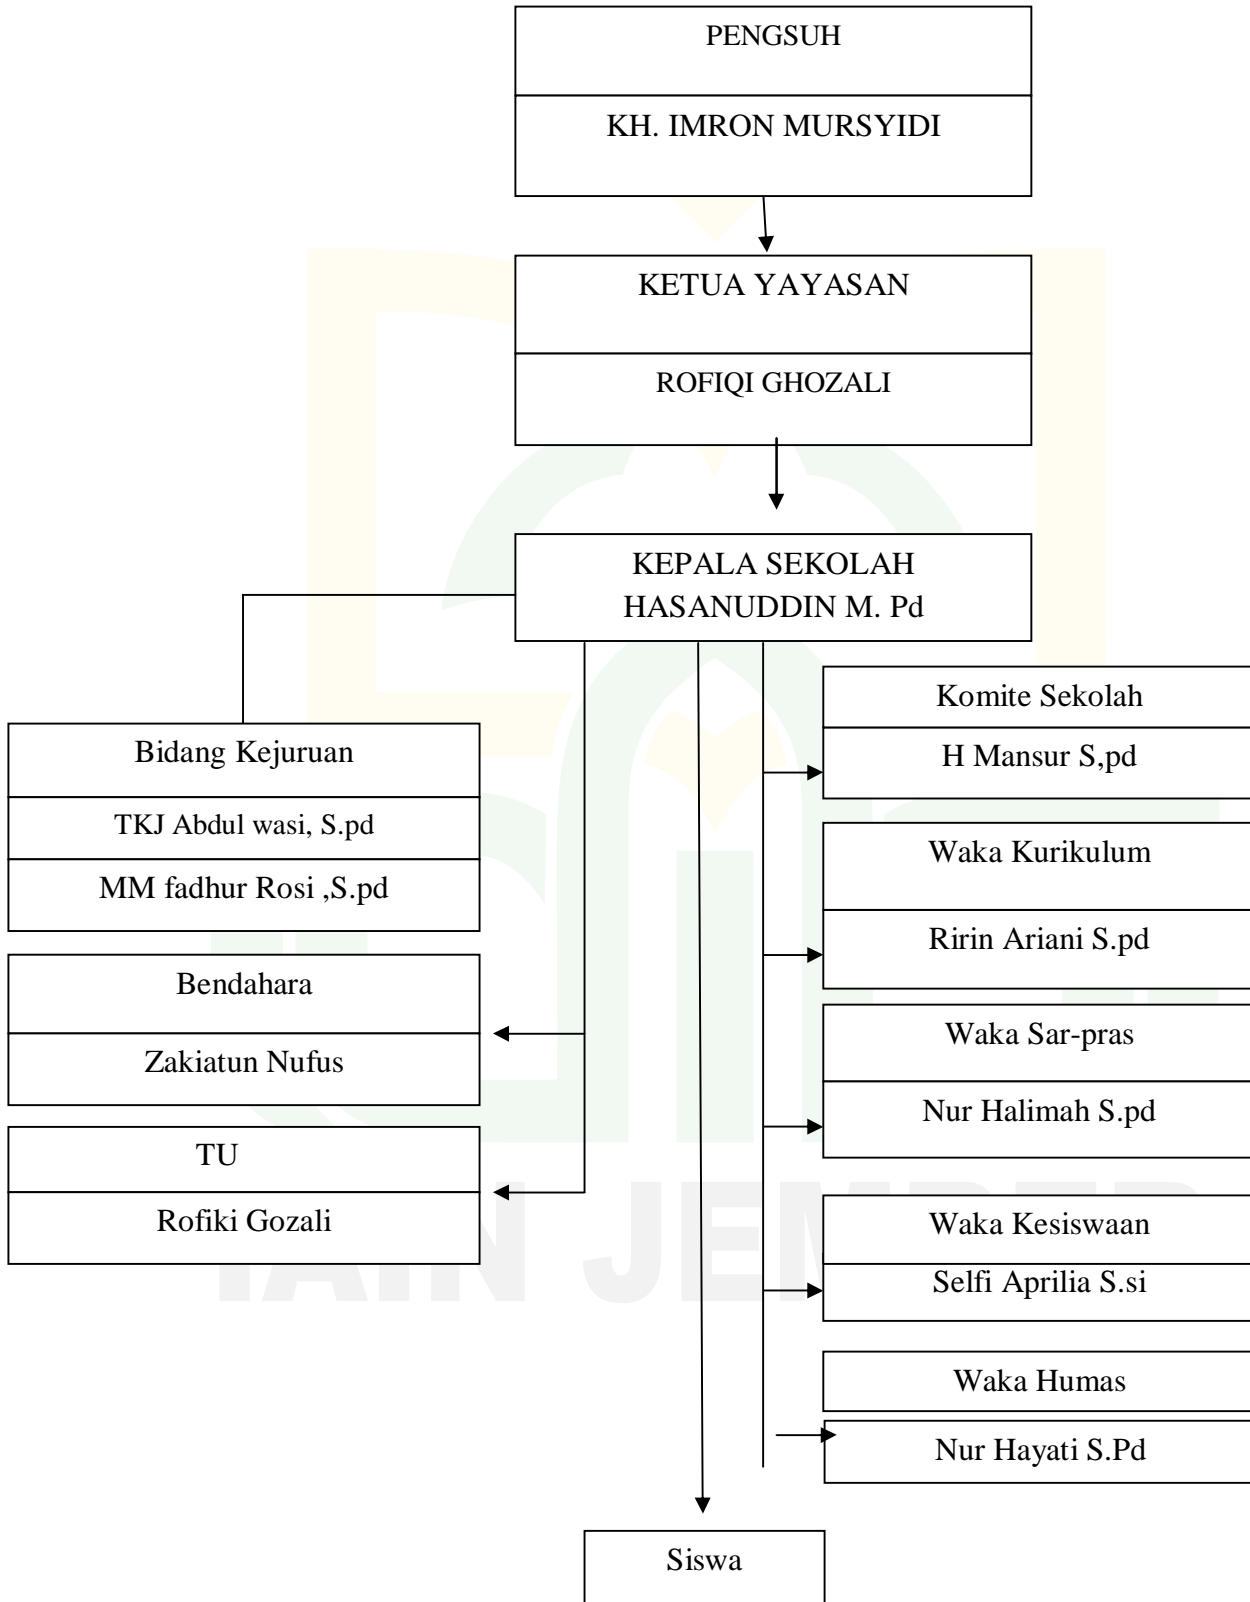 PENGSUH
KH. IMRON MURSYIDI
KETUA YAYASAN
ROFIQI GHOZALI
KEPALA SEKOLAH
HASANUDDIN M. Pd
Bidang Kejuruan
TKJ Abdul wasi, S.pd
MM fadhur Rosi ,S.pd
Bendahara
Zakiatun Nufus
TU
Rofiki Gozali
Komite Sekolah
H Mansur S,pd
Waka Kurikulum
Ririn Ariani S.pd
Waka Sar-pras
Nur Halimah S.pd
Waka Kesiswaan
Selfi Aprilia S.si
Waka Humas
Nur Hayati S.Pd
Siswa
IAIN JEMBER